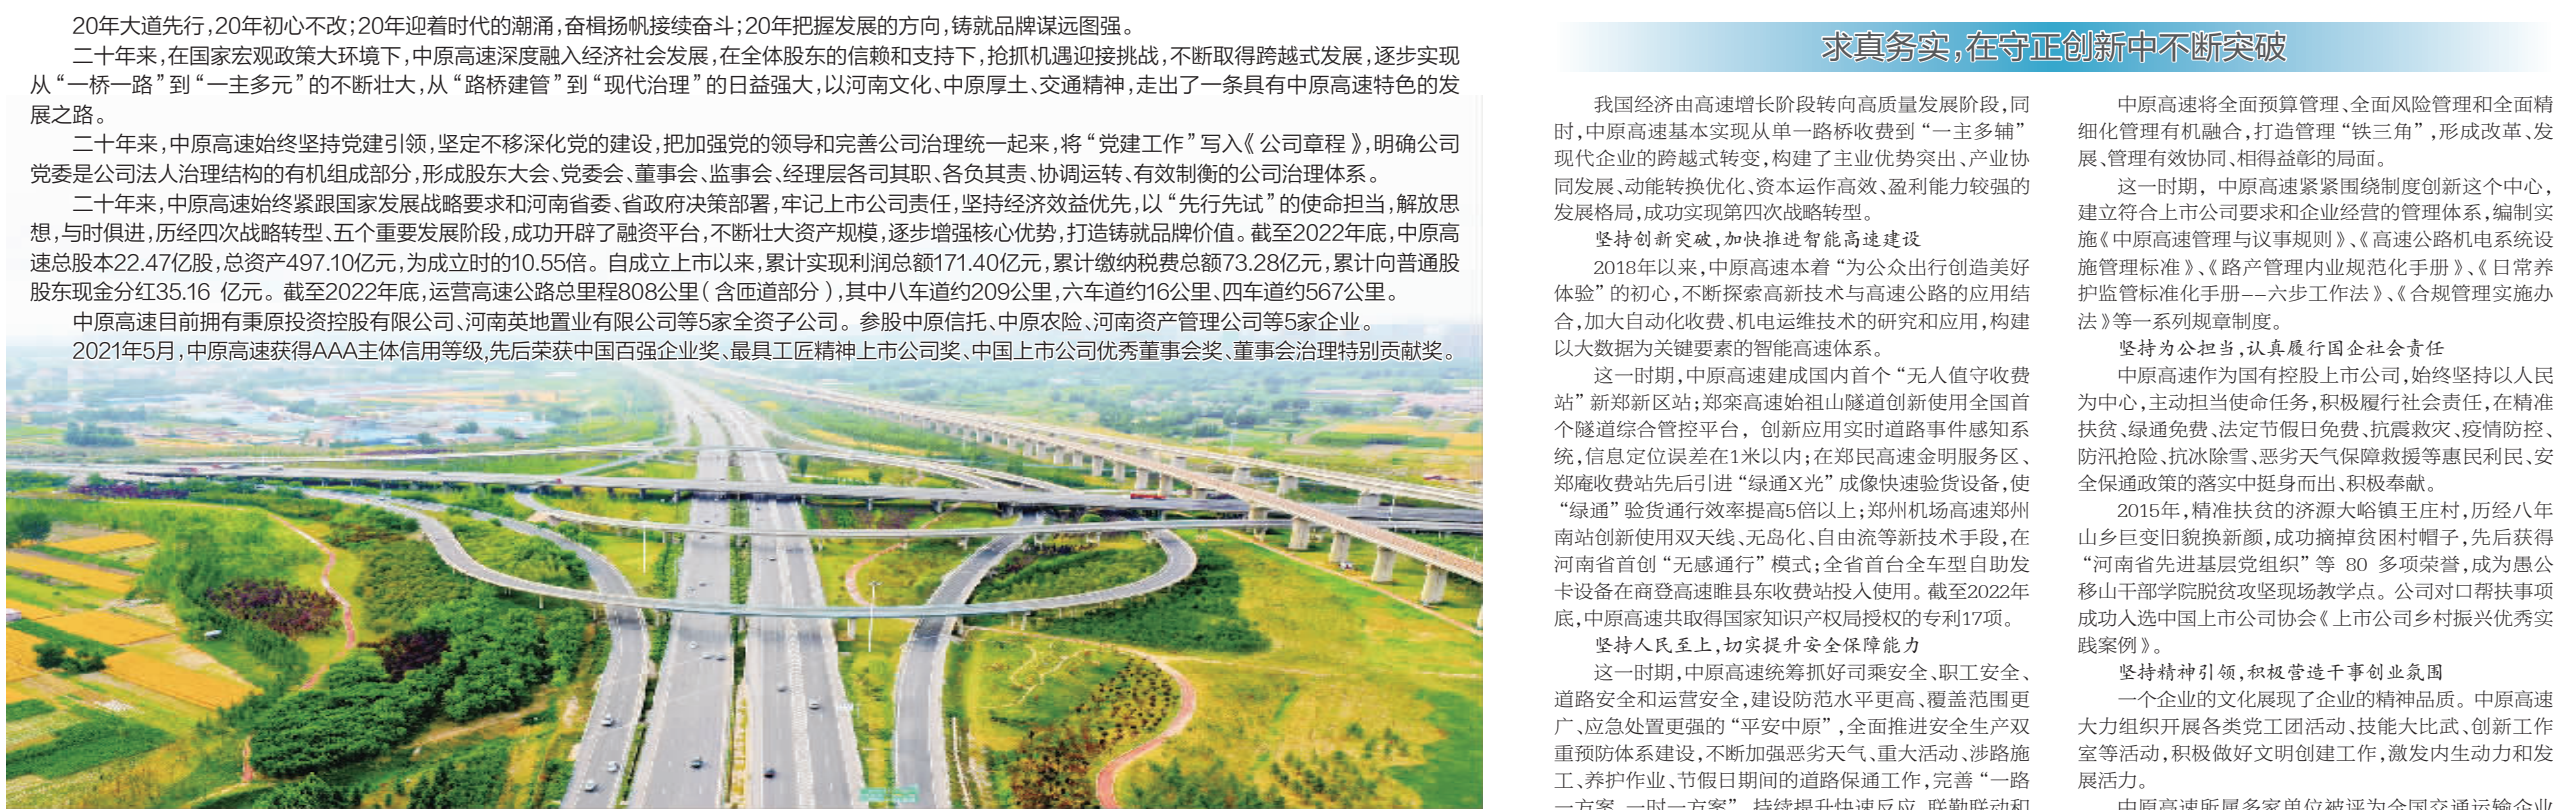 20年大道先行,20年初心不改;20年迎着时代的潮涌,奋楫扬帆接续奋斗;20年把握发展的方向,铸就品牌谋远图强。
二十年来,在国家宏观政策大环境下,中原高速深度融入经济社会发展,在全体股东的信赖和支持下,抢抓机遇迎接挑战,不断取得跨越式发展,逐步实现
从“一桥一路”到“一主多元”的不断壮大,从“路桥建管”到“现代治理”的日益强大,以河南文化、中原厚土、交通精神,走出了一条具有中原高速特色的发
展之路。
二十年来,中原高速始终坚持党建引领,坚定不移深化党的建设,把加强党的领导和完善公司治理统一起来,将“党建工作”写入《公司章程》,明确公司
党委是公司法人治理结构的有机组成部分,形成股东大会、党委会、董事会、监事会、经理层各司其职、各负其责、协调运转、有效制衡的公司治理体系。
二十年来,中原高速始终紧跟国家发展战略要求和河南省委、省政府决策部署,牢记上市公司责任,坚持经济效益优先,以“先行先试”的使命担当,解放思
想,与时俱进,历经四次战略转型、五个重要发展阶段,成功开辟了融资平台,不断壮大资产规模,逐步增强核心优势,打造铸就品牌价值。截至2022年底,中原高
速总股本22.47亿股,总资产497.10亿元,为成立时的10.55倍。自成立上市以来,累计实现利润总额171.40亿元,累计缴纳税费总额73.28亿元,累计向普通股
股东现金分红35.16 亿元。截至2022年底,运营高速公路总里程808公里(含匝道部分),其中八车道约209公里,六车道约16公里、四车道约567公里。
中原高速目前拥有秉原投资控股有限公司、河南英地置业有限公司等5家全资子公司。参股中原信托、中原农险、河南资产管理公司等5家企业。
2021年5月,中原高速获得AAA主体信用等级,先后荣获中国百强企业奖、最具工匠精神上市公司奖、中国上市公司优秀董事会奖、董事会治理特别贡献奖。
求真务实,在守正创新中不断突破
我国经济由高速增长阶段转向高质量发展阶段,同
时,中原高速基本实现从单一路桥收费到“一主多辅”
现代企业的跨越式转变,构建了主业优势突出、产业协
同发展、动能转换优化、资本运作高效、盈利能力较强的
发展格局,成功实现第四次战略转型。
坚持创新突破,加快推进智能高速建设
2018年以来,中原高速本着“为公众出行创造美好
体验”的初心,不断探索高新技术与高速公路的应用结
合,加大自动化收费、机电运维技术的研究和应用,构建
以大数据为关键要素的智能高速体系。
这一时期,中原高速建成国内首个“无人值守收费
站”新郑新区站;郑栾高速始祖山隧道创新使用全国首
个隧道综合管控平台，创新应用实时道路事件感知系
统,信息定位误差在1米以内;在郑民高速金明服务区、
郑庵收费站先后引进“绿通X光”成像快速验货设备,使
“绿通”验货通行效率提高5倍以上;郑州机场高速郑州
南站创新使用双天线、无岛化、自由流等新技术手段,在
河南省首创“无感通行”模式;全省首台全车型自助发
卡设备在商登高速睢县东收费站投入使用。截至2022年
底,中原高速共取得国家知识产权局授权的专利17项。
坚持人民至上,切实提升安全保障能力
这一时期,中原高速统筹抓好司乘安全、职工安全、
道路安全和运营安全,建设防范水平更高、覆盖范围更
广、应急处置更强的“平安中原”,全面推进安全生产双
重预防体系建设,不断加强恶劣天气、重大活动、涉路施
工、养护作业、节假日期间的道路保通工作,完善“一路
一方案、一时一方案”,持续提升快速反应、联勤联动和
中原高速将全面预算管理、全面风险管理和全面精
细化管理有机融合,打造管理“铁三角”,形成改革、发
展、管理有效协同、相得益彰的局面。
这一时期，中原高速紧紧围绕制度创新这个中心,
建立符合上市公司要求和企业经营的管理体系,编制实
施《中原高速管理与议事规则》、《高速公路机电系统设
施管理标准》、《路产管理内业规范化手册》、《日常养
护监管标准化手册——六步工作法》、《合规管理实施办
法》等一系列规章制度。
坚持为公担当,认真履行国企社会责任
中原高速作为国有控股上市公司,始终坚持以人民
为中心,主动担当使命任务,积极履行社会责任,在精准
扶贫、绿通免费、法定节假日免费、抗震救灾、疫情防控、
防汛抢险、抗冰除雪、恶劣天气保障救援等惠民利民、安
全保通政策的落实中挺身而出、积极奉献。
2015年,精准扶贫的济源大峪镇王庄村,历经八年
山乡巨变旧貌换新颜,成功摘掉贫困村帽子,先后获得
“河南省先进基层党组织”等 80 多项荣誉,成为愚公
移山干部学院脱贫攻坚现场教学点。公司对口帮扶事项
成功入选中国上市公司协会《上市公司乡村振兴优秀实
践案例》。
坚持精神引领,积极营造干事创业氛围
一个企业的文化展现了企业的精神品质。中原高速
大力组织开展各类党工团活动、技能大比武、创新工作
室等活动,积极做好文明创建工作,激发内生动力和发
展活力。
中原高速所属多家单位被评为全国交通运输企业